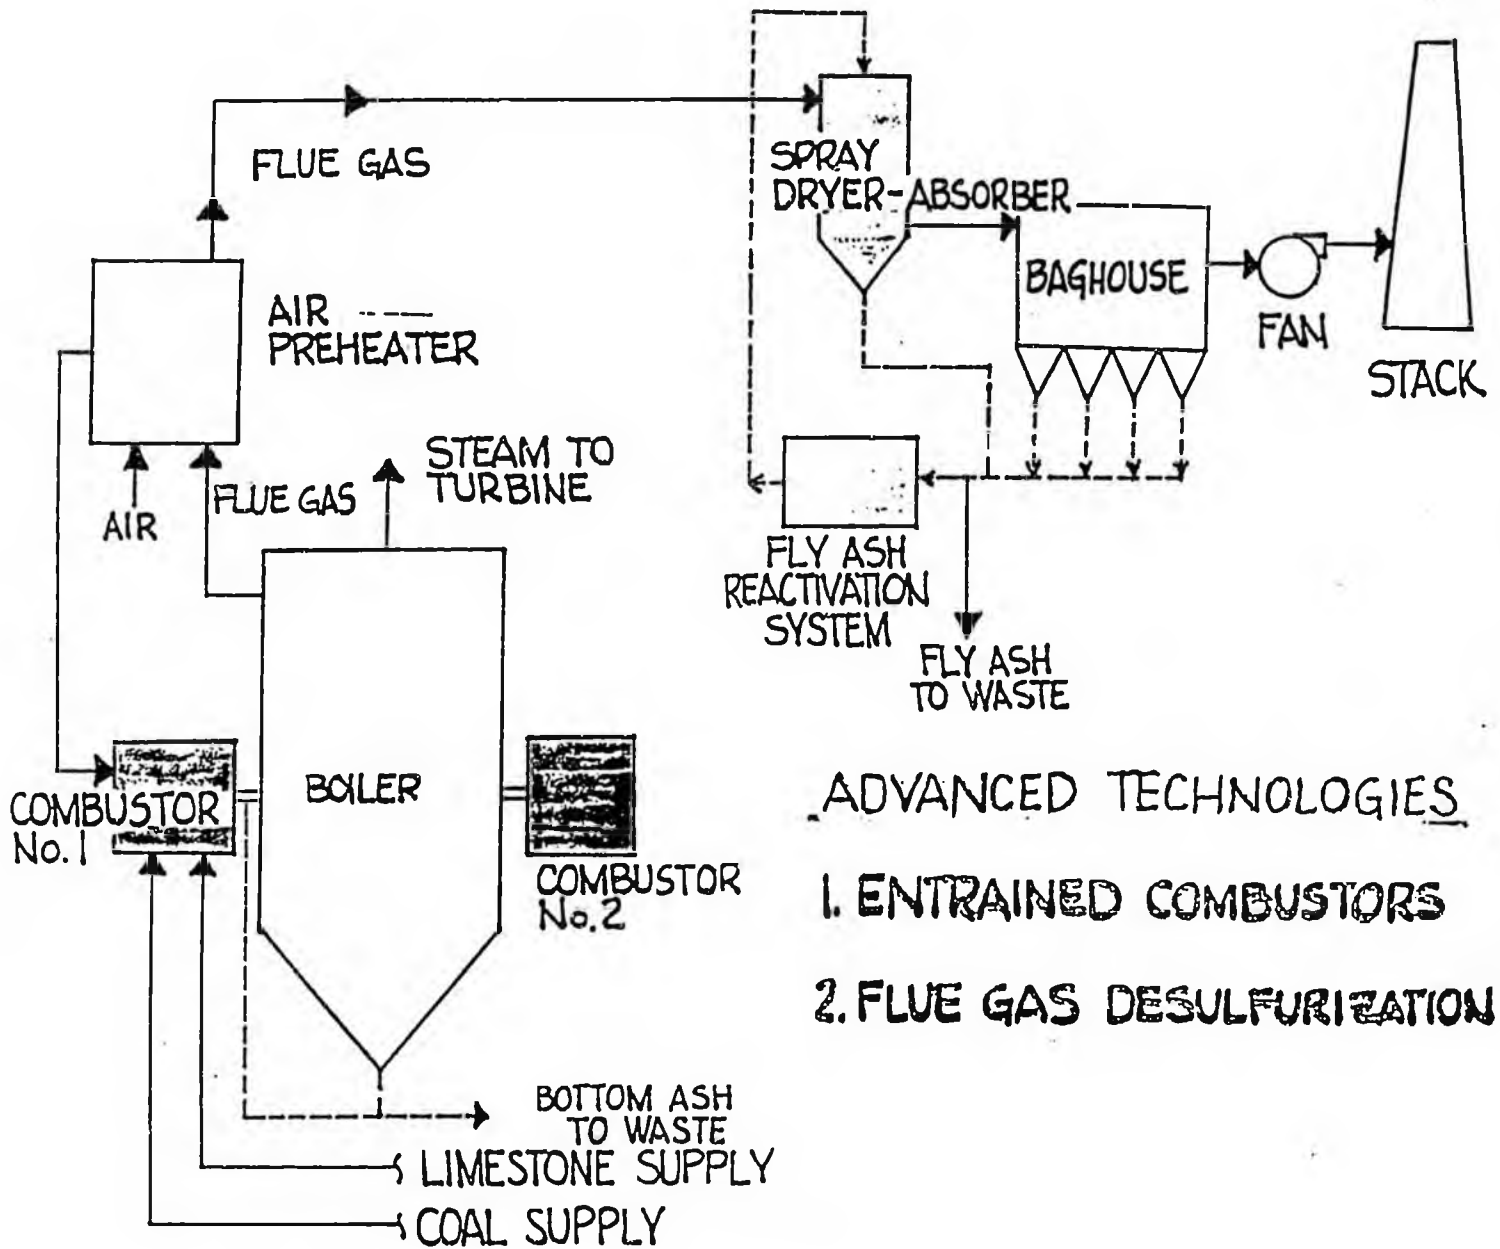 FLUE GAS
SPRAY
DRYER-ABSORBER
BAGHOUSE
FAN
STACK
AIR
PREHEATER
STEAM TO
TURBINE
FLUE GAS
AIR
FLY ASH
REACTIVATION
SYSTEM
FLY ASH
TO WASTE
BOILER
COMBUSTOR
No. 1
COMBUSTOR
No. 2
ADVANCED TECHNOLOGIES
1. ENTRAINED COMBUSTORS
2. FLUE GAS DESULFURIZATION
BOTTOM ASH
TO WASTE
LIMESTONE SUPPLY
COAL SUPPLY